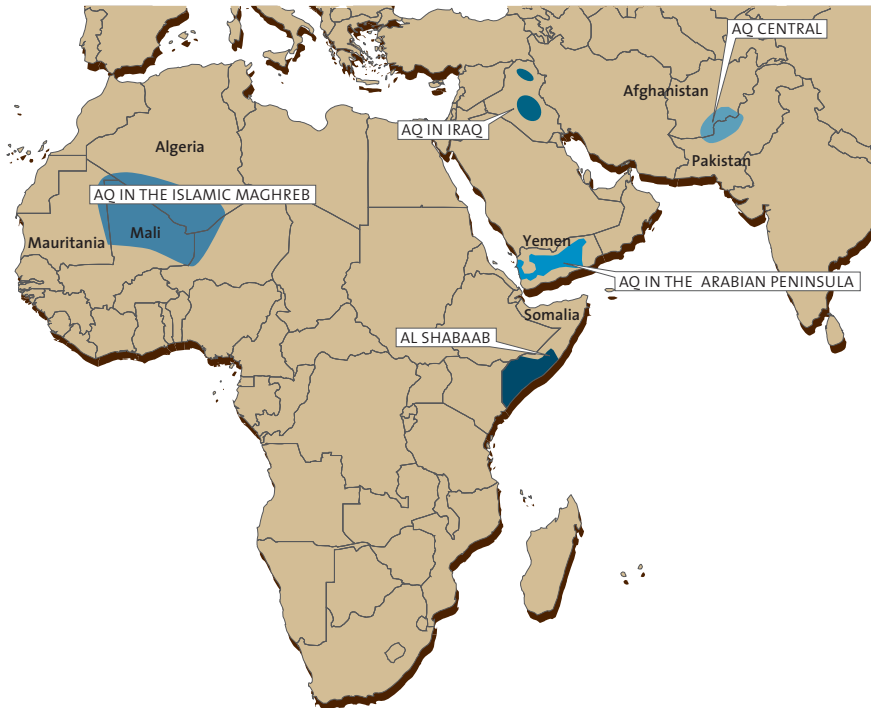 AQ CENTRAL
Afghanistan
AQ IN IRAQ
Algeria
Pakistan
AQ IN THE ISLAMIC MAGHREB
Mali
Mauritania
Yemen
AQ IN THE ARABIAN PENINSULA
Somalia
AL SHABAAB